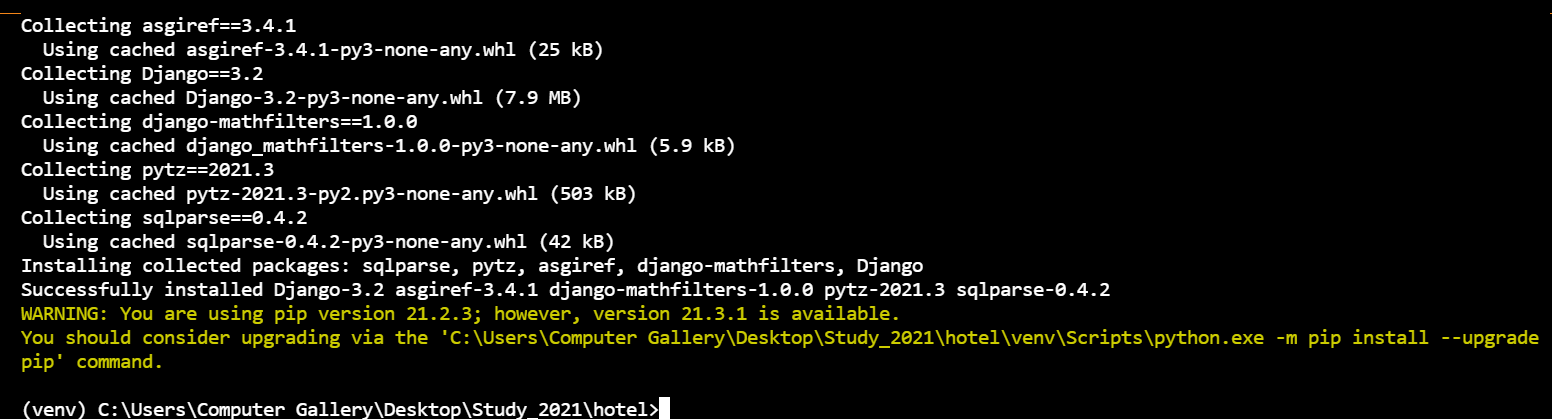 Collecting asgiref==3.4.1
  Using cached asgiref-3.4.1-py3-none-any.whl (25 kB)
Collecting Django==3.2
  Using cached Django-3.2-py3-none-any.whl (7.9 MB)
Collecting django-mathfilters==1.0.0
  Using cached django_mathfilters-1.0.0-py3-none-any.whl (5.9 kB)
Collecting pytz==2021.3
  Using cached pytz-2021.3-py2.py3-none-any.whl (503 kB)
Collecting sqlparse==0.4.2
  Using cached sqlparse-0.4.2-py3-none-any.whl (42 kB)
Installing collected packages: sqlparse, pytz, asgiref, django-mathfilters, Django
Successfully installed Django-3.2 asgiref-3.4.1 django-mathfilters-1.0.0 pytz-2021.3 sqlparse-0.4.2
WARNING: You are using pip version 21.2.3; however, version 21.3.1 is available.
You should consider upgrading via the 'C:\Users\Computer Gallery\Desktop\Study_2021\hotel\venv\Scripts\python.exe -m pip install --upgrade
pip' command.
(venv) C:\Users\Computer Gallery\Desktop\Study_2021\hotel>